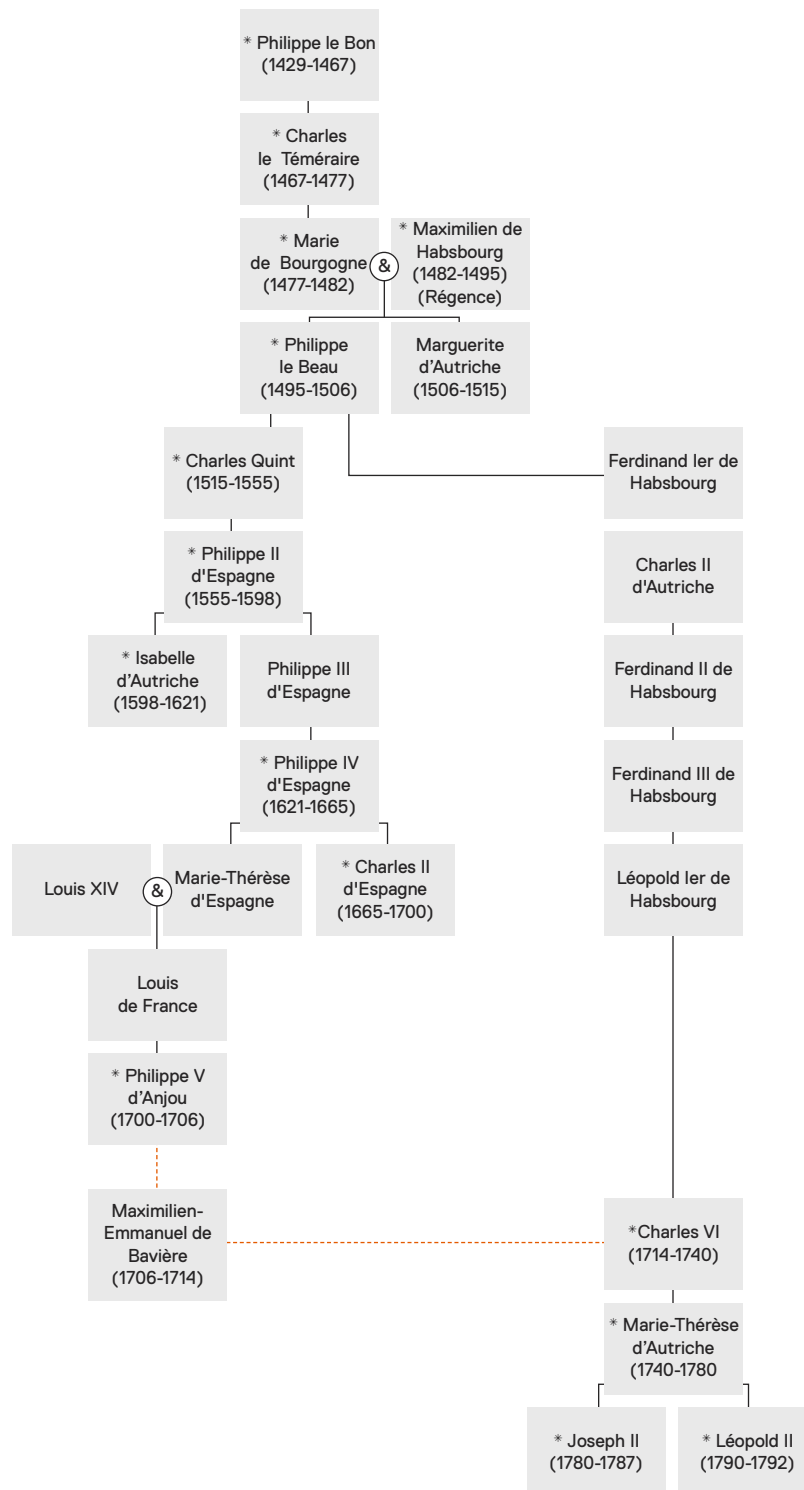 * Philippe le Bon
(1429-1467)
* Charles
le Téméraire
(1467-1477)
* Marie
de Bourgogne
(1477-1482)
&
* Maximilien de
Habsbourg
(1482-1495)
(Régence)
* Philippe
le Beau
(1495-1506)
Marguerite
d’Autriche
(1506-1515)
* Charles Quint
(1515-1555)
Ferdinand Ier de
Habsbourg
* Philippe II
d'Espagne
(1555-1598)
Charles II
d'Autriche
* Isabelle
d’Autriche
(1598-1621)
Philippe III
d'Espagne
Ferdinand II de
Habsbourg
* Philippe IV
d'Espagne
(1621-1665)
Ferdinand III de
Habsbourg
Louis XIV
&
Marie-Thérèse
d'Espagne
* Charles II
d'Espagne
(1665-1700)
Léopold Ier de
Habsbourg
Louis
de France
* Philippe V
d’Anjou
(1700-1706)
Maximilien-
Emmanuel de
Bavière
(1706-1714)
*Charles VI
(1714-1740)
* Marie-Thérèse
d’Autriche
(1740-1780
* Joseph II
(1780-1787)
* Léopold II
(1790-1792)